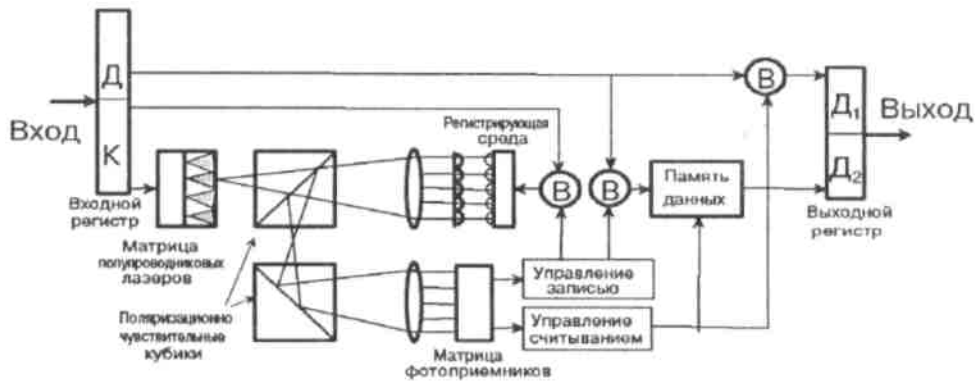 Вход
Д
К
Входной
регистр
Матрица
полупроводниковых
лазеров
Поляризационно
чувствительные
кубики
Регистрирующая
среда
В
В
В
Память
данных
Управление
записью
Управление
считыванием
Матрица
фотоприемников
Д₁
Д₂
Выход
Выходной
регистр